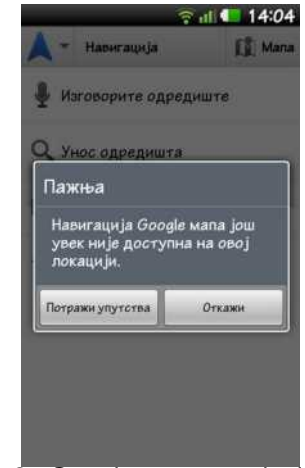 14:04
Навигација Мапа
Изговорите одредиште
Унос одредишта
Пажња
Навигација Google мапа још
увек није доступна на овој
локацији.
Потражи упутства Откажи